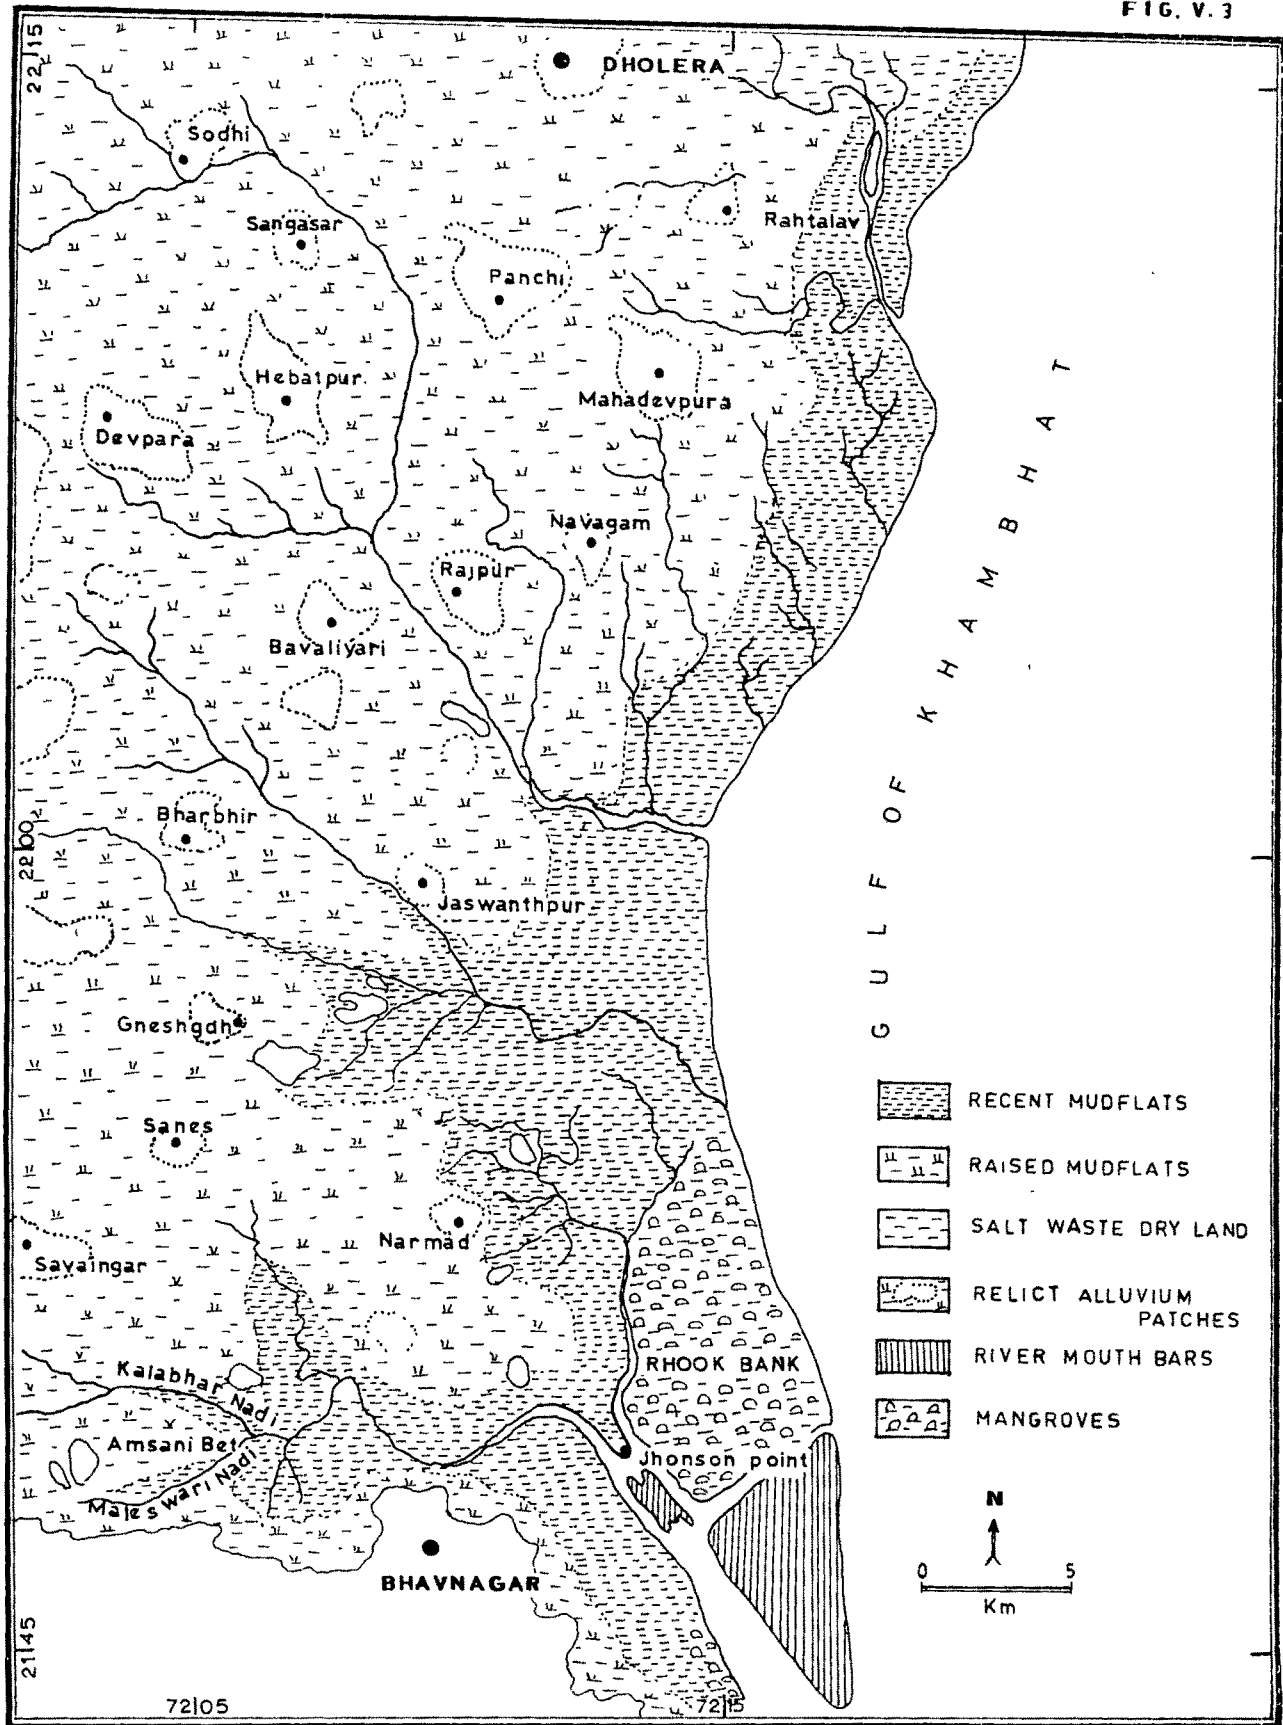 FIG. V. 3
22 15
DHOLERA
Sodhi
Sangasar
Rahtalav
Panchi
Hebatpur.
Mahadevpura
Devpara
Navagam
Rajpur
Bavaliyari
GULF OF KHAMBHAT
Bharbhir
22 00
Jaswanthpur
Gneshgdh
RECENT MUDFLATS
Sanes
RAISED MUDFLATS
SALT WASTE DRY LAND
Narmad
Savaingar
RELICT ALLUVIUM
PATCHES
RIVER MOUTH BARS
RHOOK BANK
Kalabhar Nadi
MANGROVES
Amsani Bet
Jhonson point
Maleswari Nadi
N
0 5
Km
BHAVNAGAR
21 45
72 05
72 15